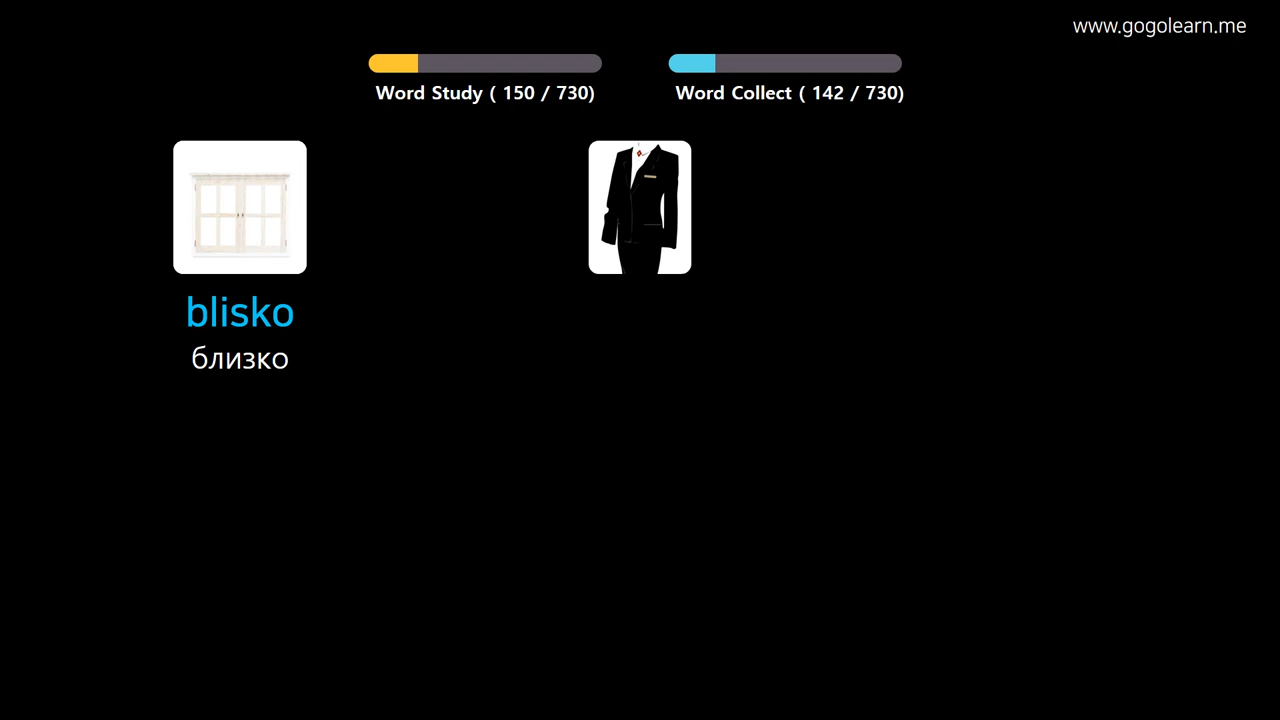 www.gogolearn.me
Word Study ( 150 / 730)
Word Collect ( 142 / 730)
blisko
близко